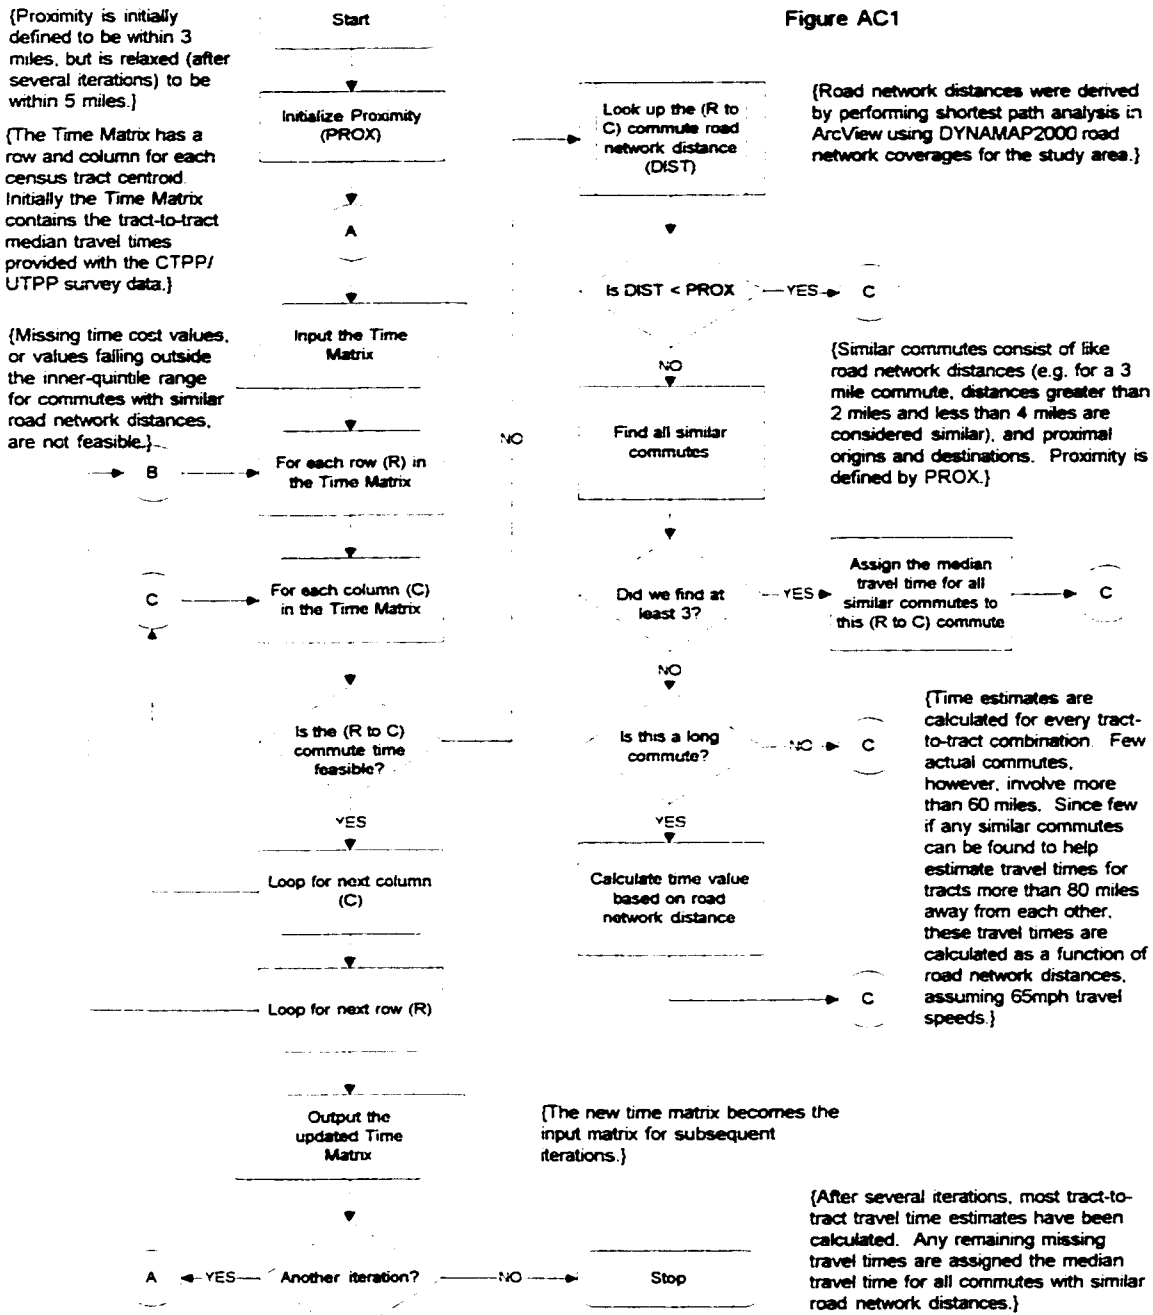 Figure AC1
{Proximity is initially
defined to be within 3
miles, but is relaxed (after
several iterations) to be
within 5 miles.}
{The Time Matrix has a
row and column for each
census tract centroid.
Initially the Time Matrix
contains the tract-to-tract
median travel times
provided with the CTPP/
UTPP survey data.}
{Missing time cost values,
or values falling outside
the inner-quintile range
for commutes with similar
road network distances,
are not feasible.}
Start
Initialize Proximity
(PROX)
A
Input the Time
Matrix
B
For each row (R) in
the Time Matrix
C
For each column (C)
in the Time Matrix
Is the (R to C)
commute time
feasible?
NO
YES
Loop for next column
(C)
Loop for next row (R)
Output the
updated Time
Matrix
{The new time matrix becomes the
input matrix for subsequent
iterations.}
A
YES
Another iteration?
NO
Stop
Look up the (R to
C) commute road
network distance
(DIST)
{Road network distances were derived
by performing shortest path analysis in
ArcView using DYNAMAP2000 road
network coverages for the study area.}
Is DIST < PROX
YES
C
NO
Find all similar
commutes
{Similar commutes consist of like
road network distances (e.g. for a 3
mile commute, distances greater than
2 miles and less than 4 miles are
considered similar), and proximal
origins and destinations. Proximity is
defined by PROX.}
Did we find at
least 3?
YES
Assign the median
travel time for all
similar commutes to
this (R to C) commute
C
NO
Is this a long
commute?
NO
C
YES
Calculate time value
based on road
network distance
C
{Time estimates are
calculated for every tract-
to-tract combination. Few
actual commutes,
however, involve more
than 60 miles. Since few
if any similar commutes
can be found to help
estimate travel times for
tracts more than 80 miles
away from each other,
these travel times are
calculated as a function of
road network distances,
assuming 65mph travel
speeds.}
{After several iterations, most tract-to-
tract travel time estimates have been
calculated. Any remaining missing
travel times are assigned the median
travel time for all commutes with similar
road network distances.}